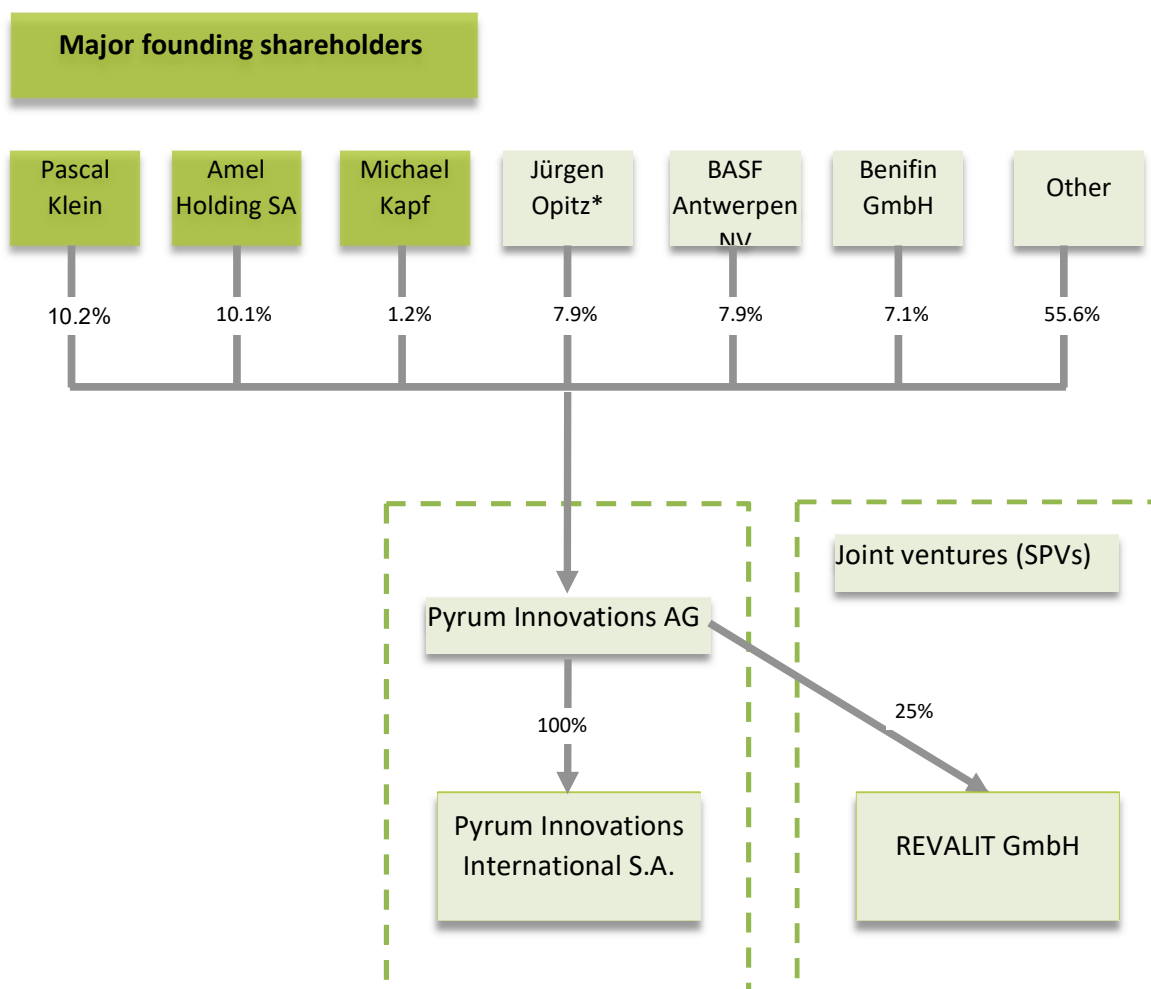 Major founding shareholders
Pascal
Klein
Amel
Holding SA
Michael
Kapf
Jürgen
Opitz*
BASF
Antwerpen
NV
Benifin
GmbH
Other
10.2%
10.1%
1.2%
7.9%
7.9%
7.1%
55.6%
Joint ventures (SPVs)
Pyrum Innovations AG
100%
25%
Pyrum Innovations
International S.A.
REVALIT GmbH